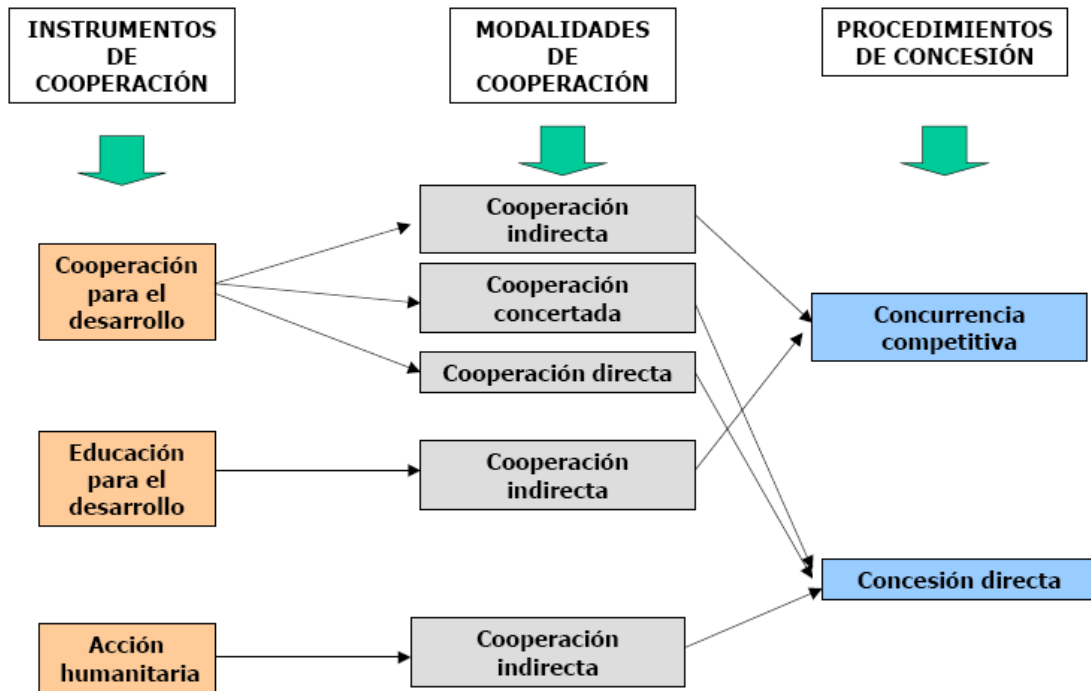 INSTRUMENTOS
DE
COOPERACIÓN
MODALIDADES
DE
COOPERACIÓN
PROCEDIMIENTOS
DE CONCESIÓN
Cooperación
para el
desarrollo
Cooperación
indirecta
Cooperación
concertada
Cooperación directa
Concurrencia
competitiva
Educación
para el
desarrollo
Cooperación
indirecta
Concesión directa
Acción
humanitaria
Cooperación
indirecta